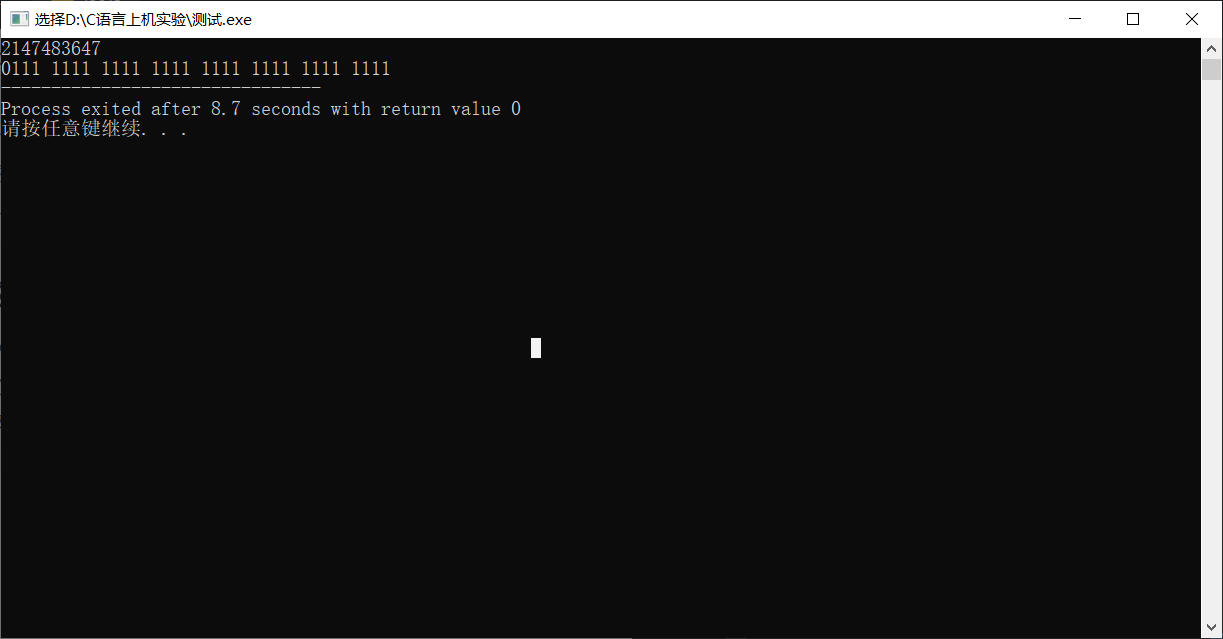 选择D:\C语言上机实验\测试.exe
2147483647
0111 1111 1111 1111 1111 1111 1111 1111
--------------------------------
Process exited after 8.7 seconds with return value 0
请按任意键继续. . .